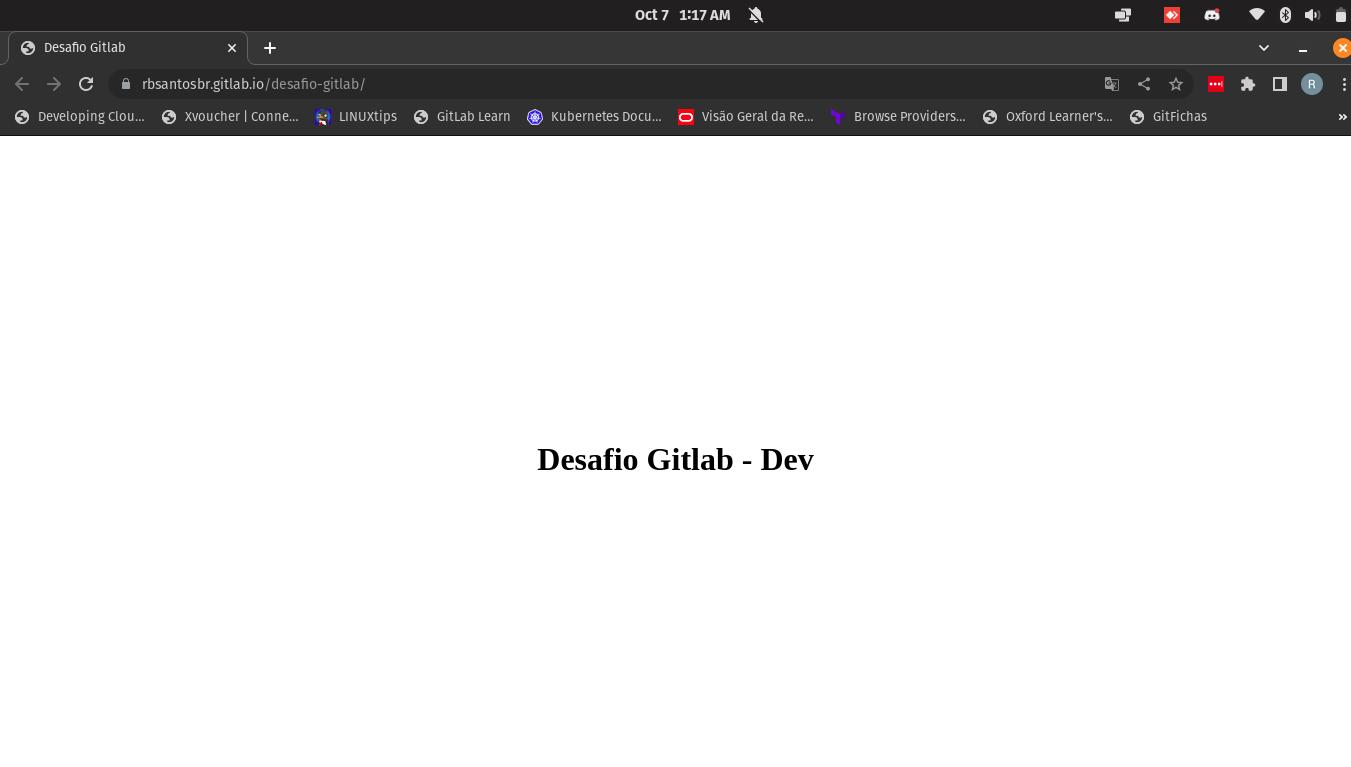 Oct 7 1:17 AM
Desafio Gitlab
rbsantosbr.gitlab.io/desafio-gitlab/
R
Developing Clou... Xvoucher | Conne... LINUXtips GitLab Learn Kubernetes Docu... Visão Geral da Re... Browse Providers... Oxford Learner's... GitFichas »
Desafio Gitlab - Dev